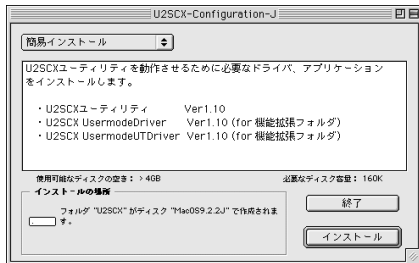 U2SCX-Configuration-J
簡易インストール
U2SCXユーティリティを動作させるために必要なドライバ、アプリケーション
をインストールします。
・U2SCXユーティリティ Ver1.10
・U2SCX UsermodeDriver Ver1.10 (for 機能拡張フォルダ)
・U2SCX UsermodeUTDriver Ver1.10 (for 機能拡張フォルダ)
使用可能なディスクの空き： > 4GB 必要なディスク容量： 160K
インストールの場所
フォルダ "U2SCX" がディスク "MacOS9.2.2J" で作成されま
す。
終了
インストール